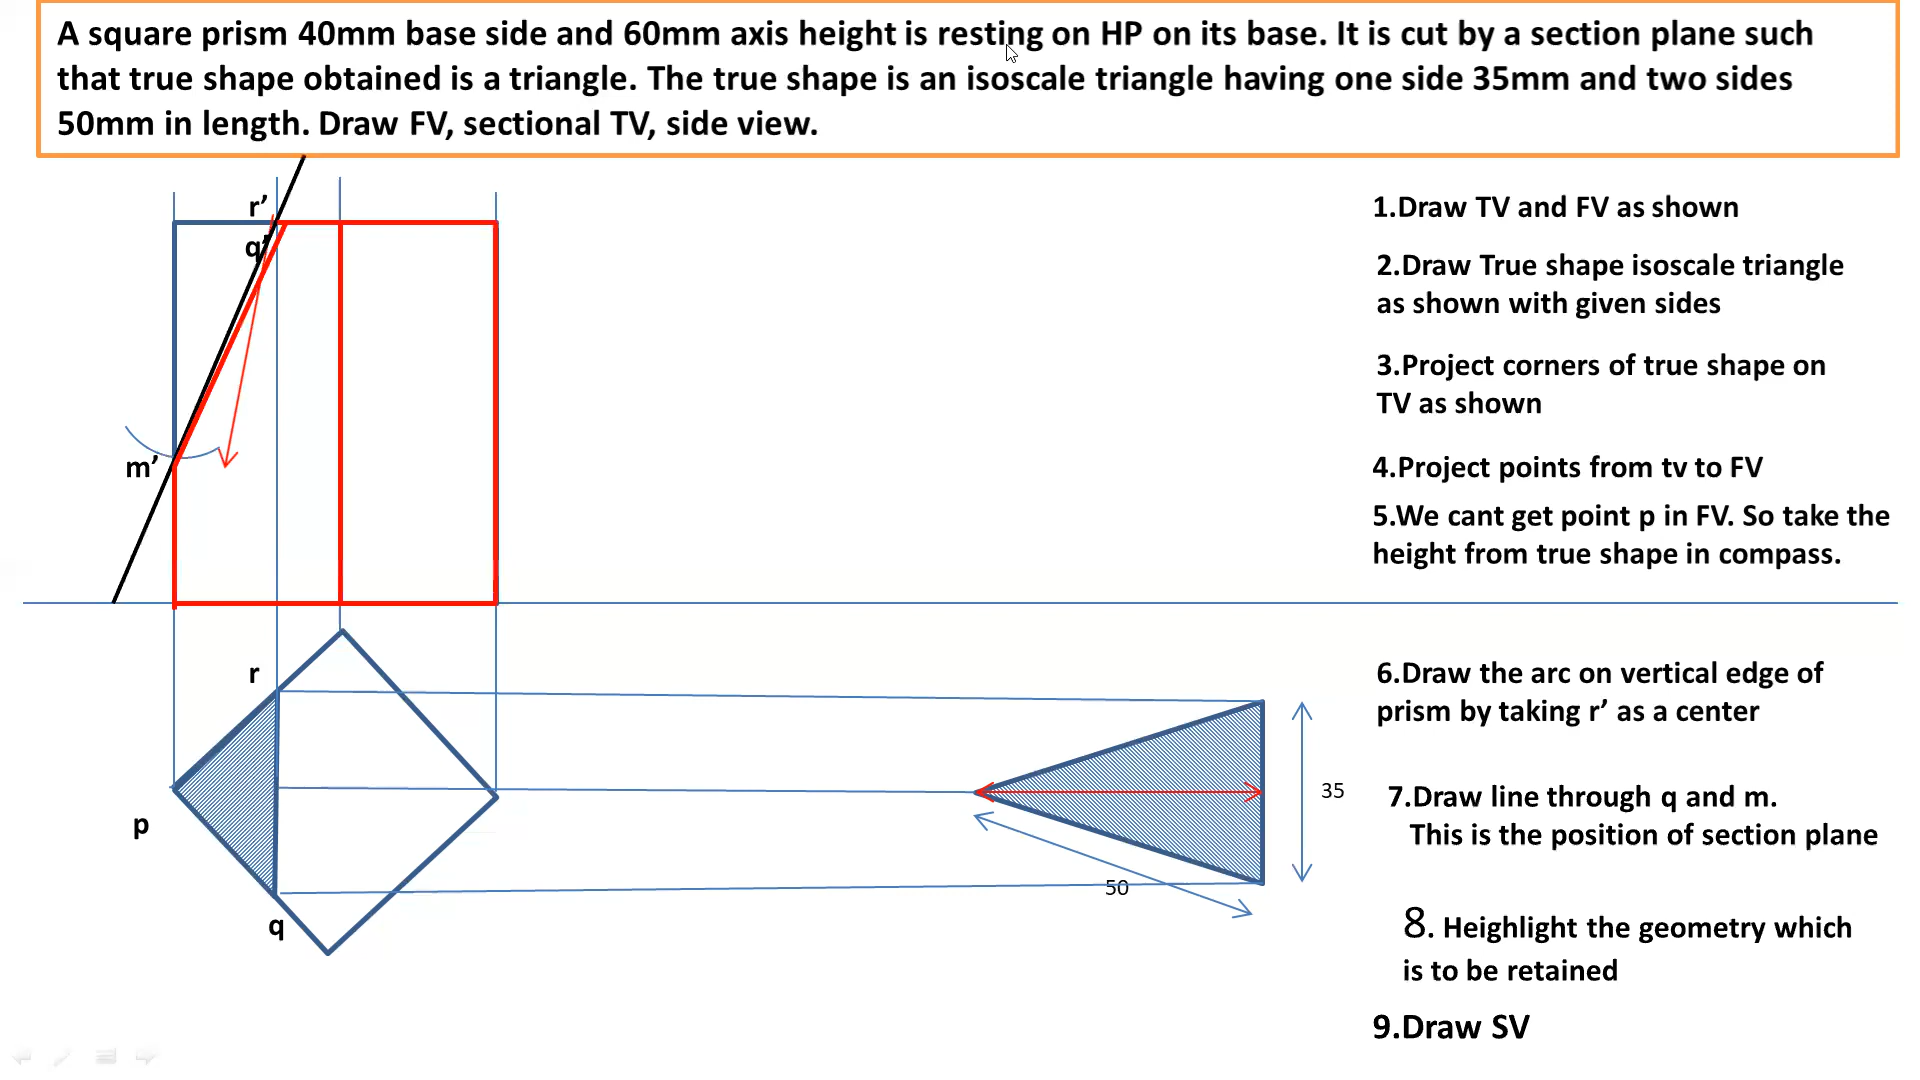 A square prism 40mm base side and 60mm axis height is resting on HP on its base. It is cut by a section plane such
that true shape obtained is a triangle. The true shape is an isoscale triangle having one side 35mm and two sides
50mm in length. Draw FV, sectional TV, side view.
r’
q’
m’
r
p
q
35
50
1.Draw TV and FV as shown
2.Draw True shape isoscale triangle
as shown with given sides
3.Project corners of true shape on
TV as shown
4.Project points from tv to FV
5.We cant get point p in FV. So take the
height from true shape in compass.
6.Draw the arc on vertical edge of
prism by taking r’ as a center
7.Draw line through q and m.
This is the position of section plane
8. Heighlight the geometry which
is to be retained
9.Draw SV